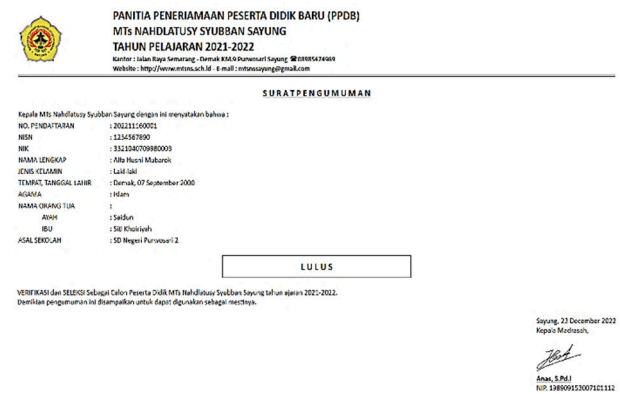 PANITIA PENERIAMAAN PESERTA DIDIK BARU (PPDB)
MTs NAHDLATUSY SYUBBAN SAYUNG
TAHUN PELAJARAN 2021-2022
Kantor : Jalan Raya Semarang - Demak KM.9 Purwosari Sayung ☎08985474969
Website : http://www.mtsns.sch.id - E-mail : mtsnssayung@gmail.com
SURATPENGUMUMAN
Kepala MTs Nahdlatusy Syubban Sayung dengan ini menyatakan bahwa :
NO. PENDAFTARAN : 202211160001
NISN : 1234567890
NIK : 3321040709980003
NAMA LENGKAP : Alfa Husni Mubarok
JENIS KELAMIN : Laki-laki
TEMPAT, TANGGAL LAHIR : Demak, 07 September 2000
AGAMA : Islam
NAMA ORANG TUA :
AYAH : Saidun
IBU : Siti Khoiriyah
ASAL SEKOLAH : SD Negeri Purwosari 2
LULUS
VERIFIKASI dan SELEKSI Sebagai Calon Peserta Didik MTs Nahdlatusy Syubban Sayung tahun ajaran 2021-2022.
Demikian pengumuman ini disampaikan untuk dapat digunakan sebagai mestinya.
Sayung, 23 December 2022
Kepala Madrasah,
Anas, S.Pd.I
NIP. 198909153007101112